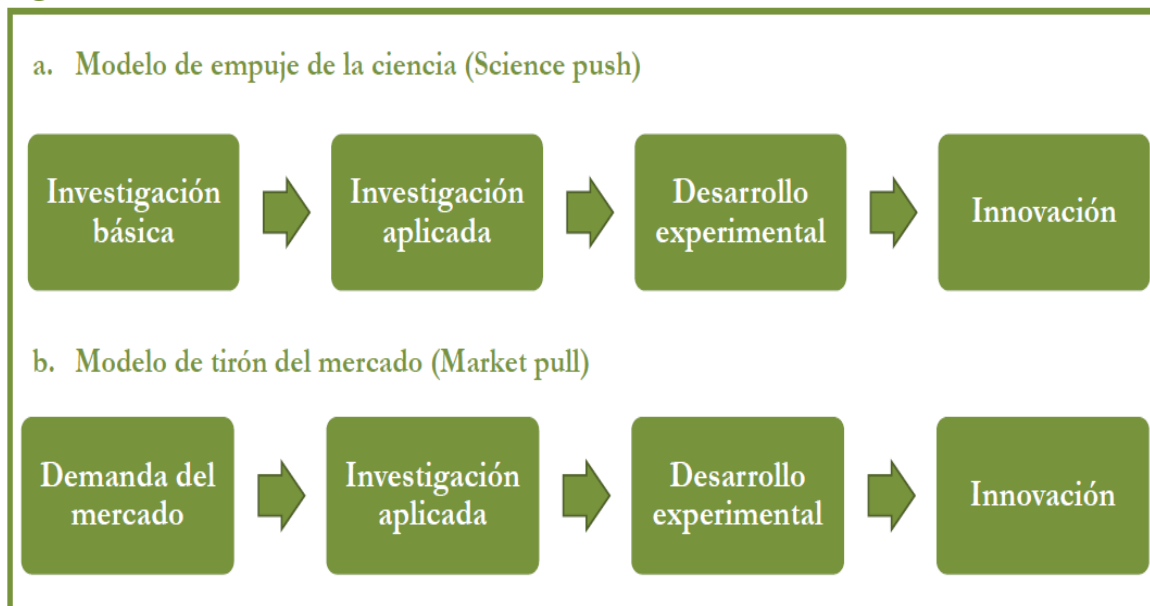 a. Modelo de empuje de la ciencia (Science push)
Investigación
básica
Investigación
aplicada
Desarrollo
experimental
Innovación
b. Modelo de tirón del mercado (Market pull)
Demanda del
mercado
Investigación
aplicada
Desarrollo
experimental
Innovación